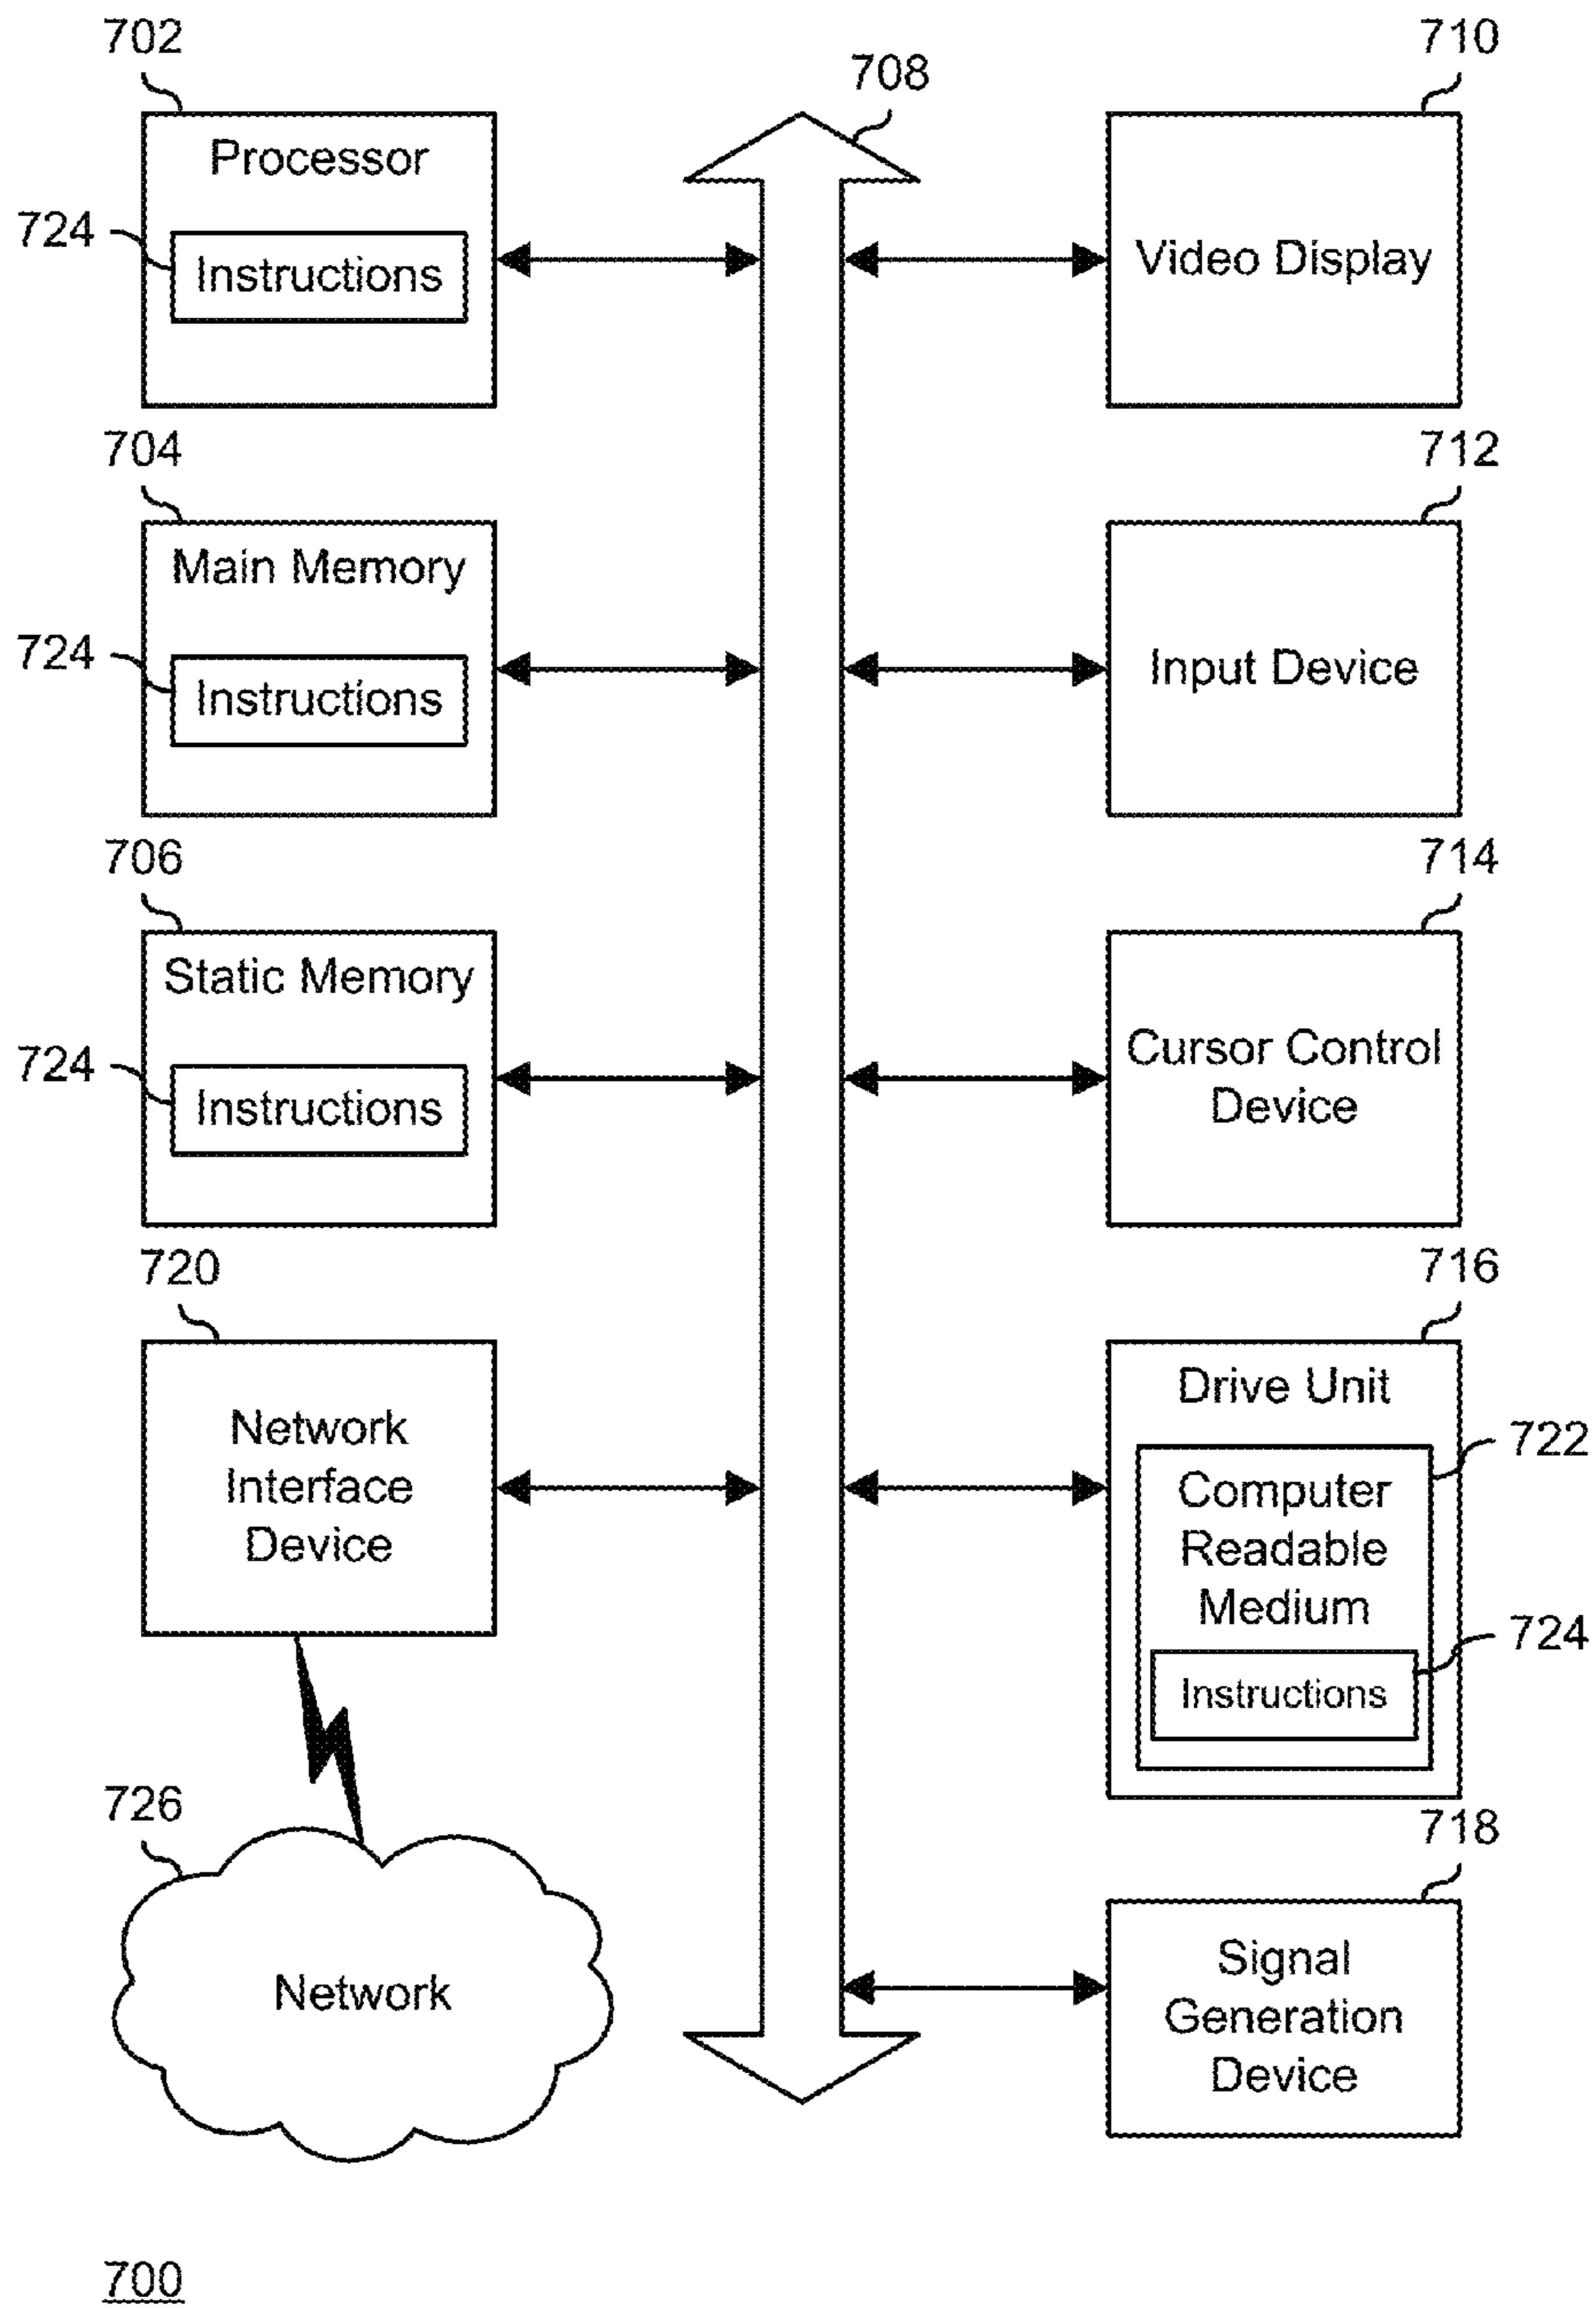 702
708
710
Processor
724
Instructions
Video Display
704
712
Main Memory
724
Instructions
Input Device
706
714
Static Memory
724
Instructions
Cursor Control
Device
720
716
Network
Interface
Device
Drive Unit
722
Computer
Readable
Medium
724
Instructions
726
718
Network
Signal
Generation
Device
700